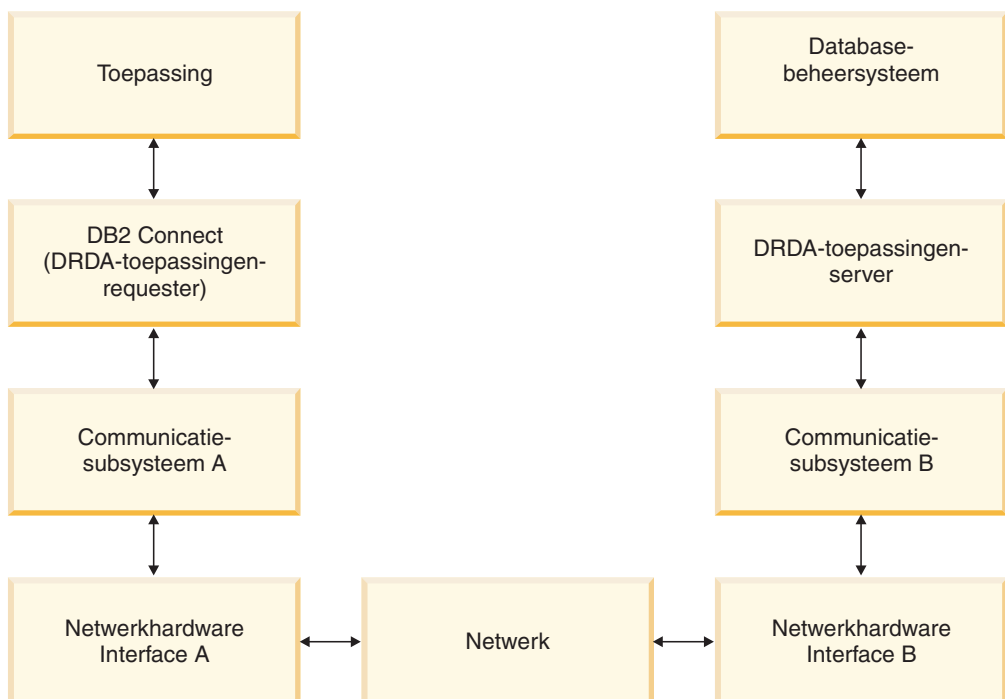 Toepassing
Database-
beheersysteem
DB2 Connect
(DRDA-toepassingen-
requester)
DRDA-toepassingen-
server
Communicatie-
subsysteem A
Communicatie-
subsysteem B
Netwerkhardware
Interface A
Netwerk
Netwerkhardware
Interface B